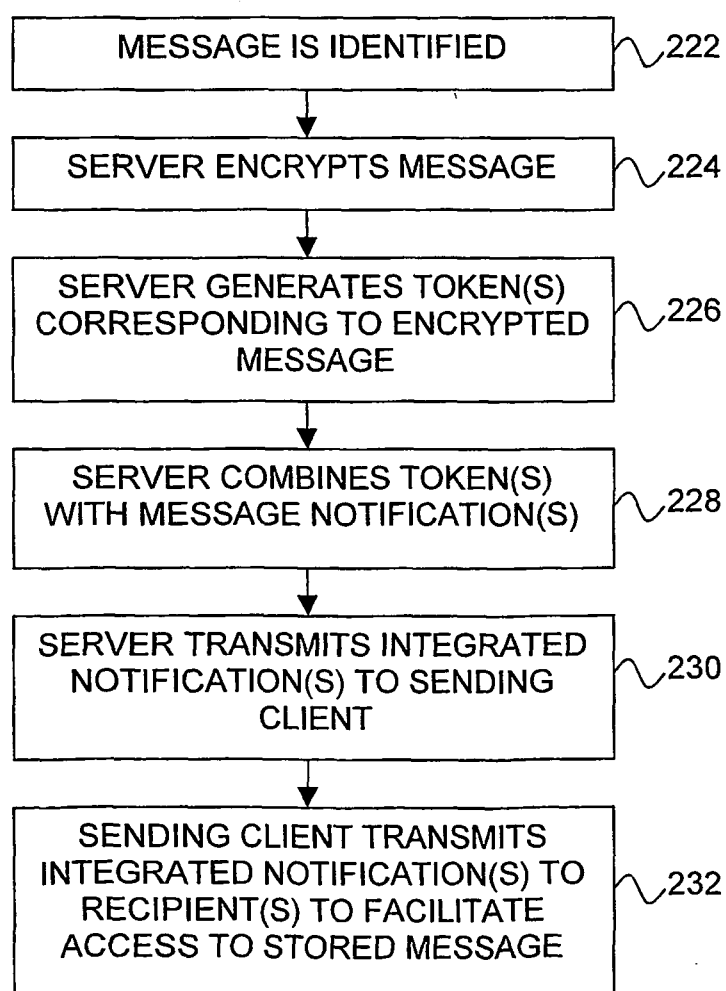 MESSAGE IS IDENTIFIED
222
SERVER ENCRYPTS MESSAGE
224
SERVER GENERATES TOKEN(S)
CORRESPONDING TO ENCRYPTED
MESSAGE
226
SERVER COMBINES TOKEN(S)
WITH MESSAGE NOTIFICATION(S)
228
SERVER TRANSMITS INTEGRATED
NOTIFICATION(S) TO SENDING
CLIENT
230
SENDING CLIENT TRANSMITS
INTEGRATED NOTIFICATION(S) TO
RECIPIENT(S) TO FACILITATE
ACCESS TO STORED MESSAGE
232